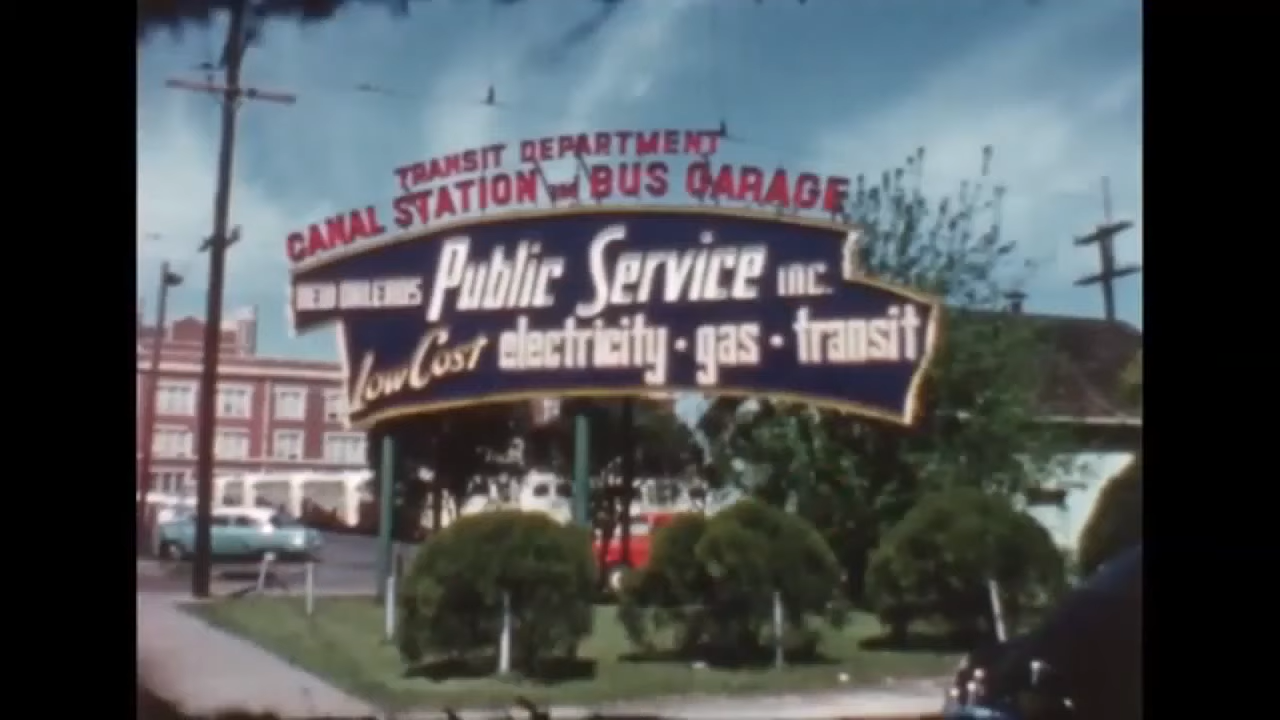 TRANSIT DEPARTMENT
CANAL STATION AND BUS GARAGE
NEW ORLEANS Public Service INC.
Low Cost electricity · gas · transit